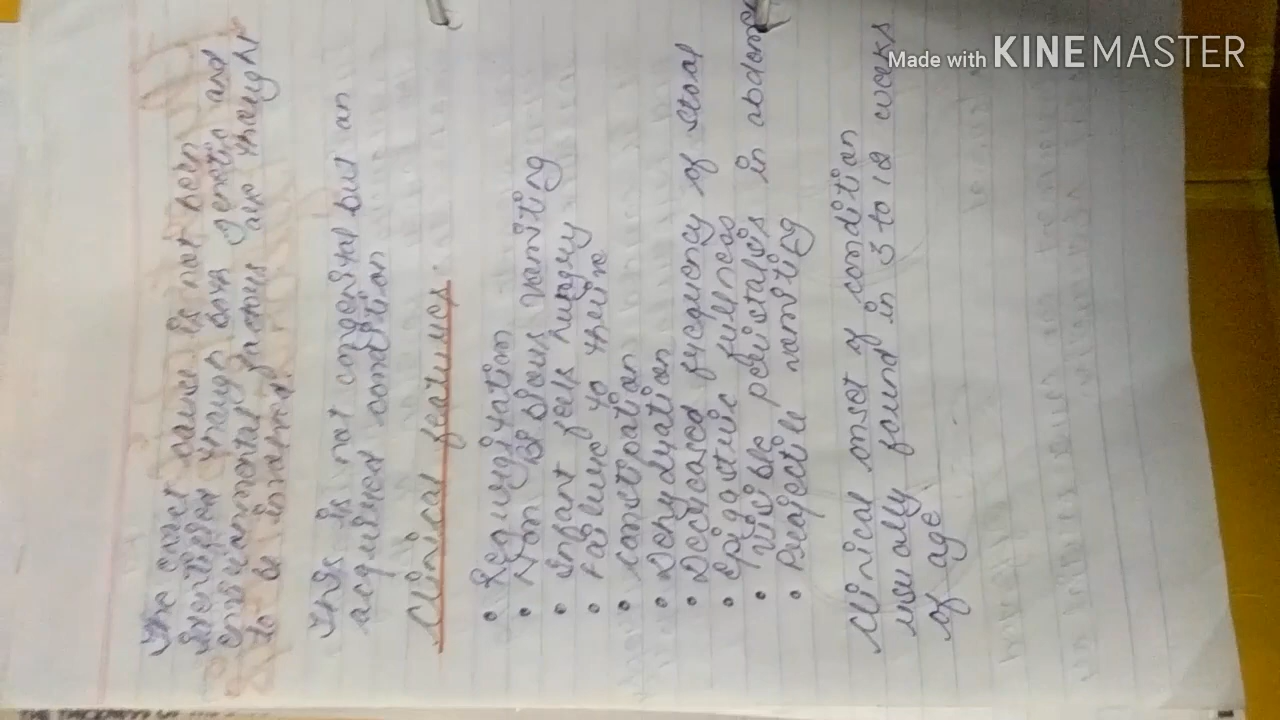 The exact cause is not been
identified though both genetic and
environmental factors are thought
to be involved.
This is not congenital but an
acquired condition
Clinical features.
• Regurgitation
• Non Bilious vomiting
• Infant feels hungry
• Failure to thrive
• constipation
• Dehydration
• Decreased frequency of stool
• Epigastric fullness
• Visible peristalsis in abdomen
• Projectile vomiting
Clinical onset of condition
usually found in 3 to 12 weeks
of age.
Made with KINEMASTER